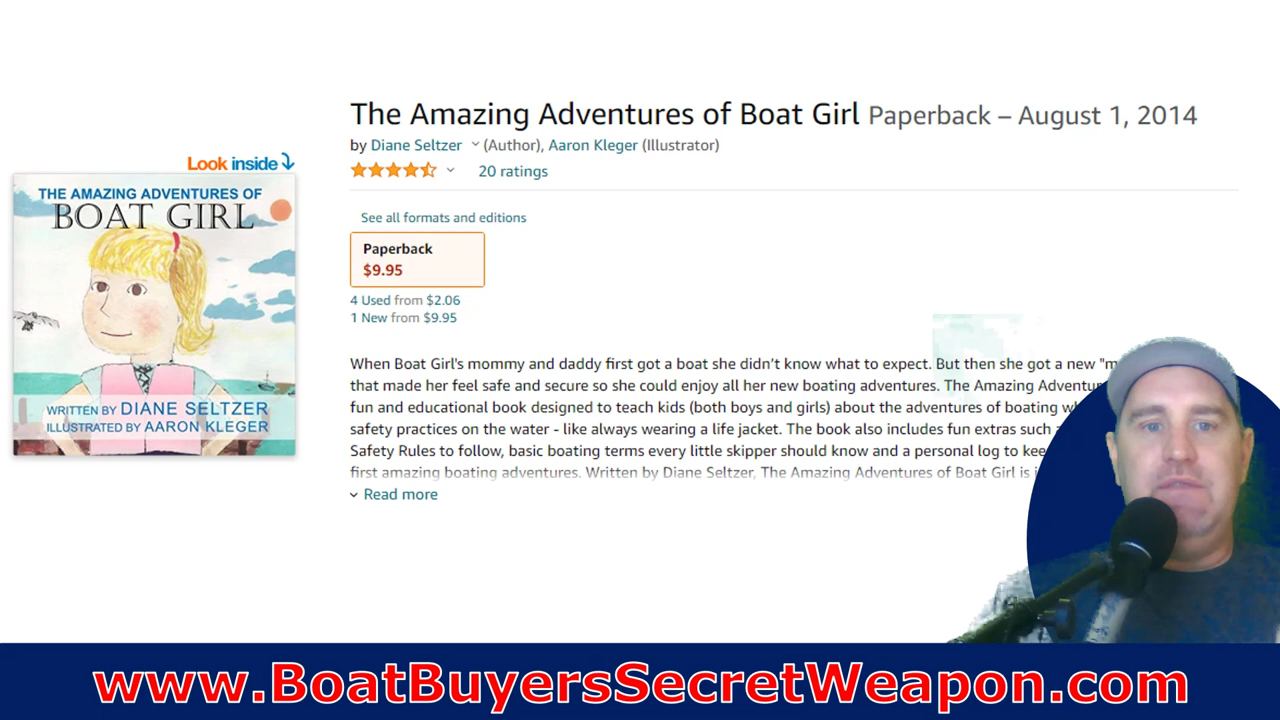 The Amazing Adventures of Boat Girl Paperback – August 1, 2014
by Diane Seltzer (Author), Aaron Kleger (Illustrator)
20 ratings
Look inside
THE AMAZING ADVENTURES OF
BOAT GIRL
WRITTEN BY DIANE SELTZER
ILLUSTRATED BY AARON KLEGER
See all formats and editions
Paperback
$9.95
4 Used from $2.06
1 New from $9.95
When Boat Girl's mommy and daddy first got a boat she didn't know what to expect. But then she got a new
that made her feel safe and secure so she could enjoy all her new boating adventures. The Amazing
fun and educational book designed to teach kids (both boys and girls) about the adventures of boating
safety practices on the water - like always wearing a life jacket. The book also includes fun extras such
Safety Rules to follow, basic boating terms every little skipper should know and a personal log to
first amazing boating adventures. Written by Diane Seltzer, The Amazing Adventures of Boat Girl is
Read more
www.BoatBuyersSecretWeapon.com